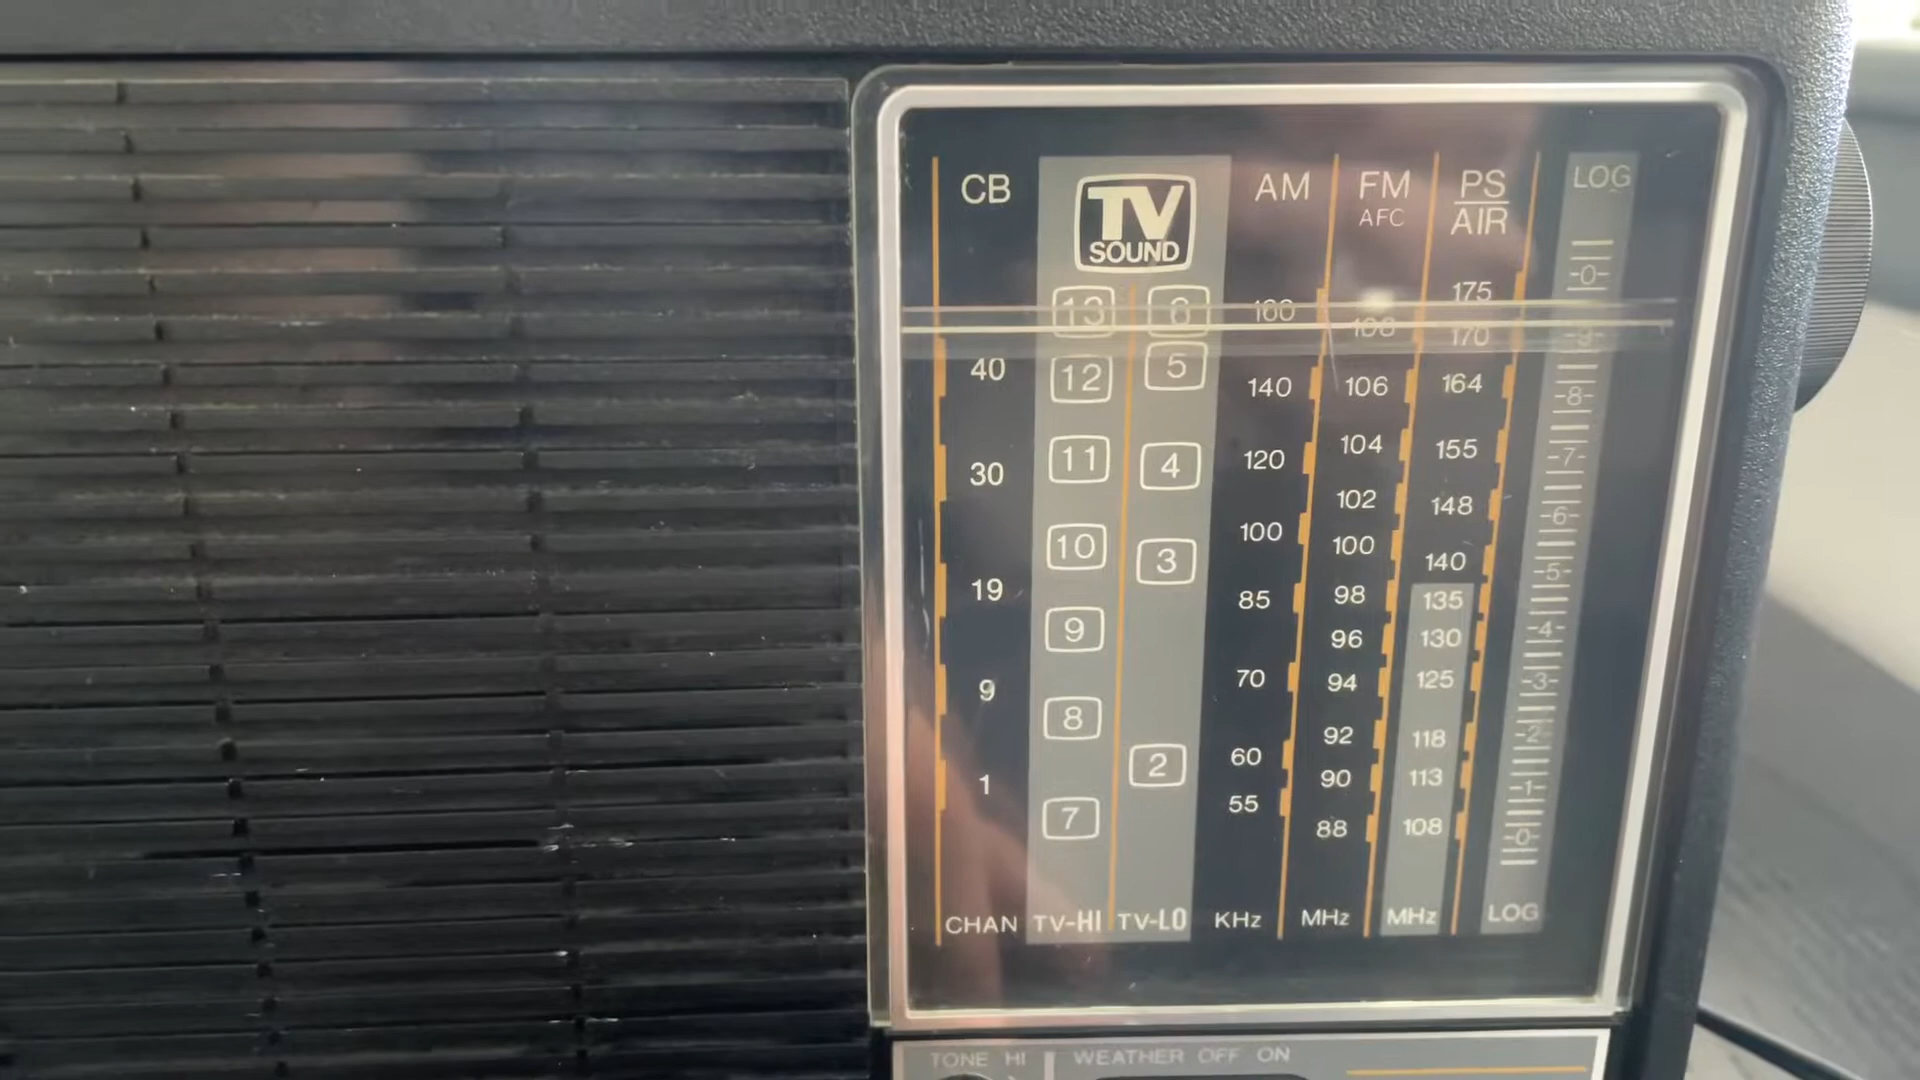 CB
TV
SOUND
AM
FM
AFC
PS
AIR
LOG
13 6 160 175 0
108 170 9
40 12 5 140 106 164 8
30 11 4 120 104 155 7
102 148 6
10 3 100 100 140 5
19 9 85 98 135 4
96 130
9 8 70 94 125 3
1 2 60 92 118 2
90 113 1
7 55 88 108 0
CHAN TV-HI TV-LO KHz MHz MHz LOG
TONE HI WEATHER OFF ON